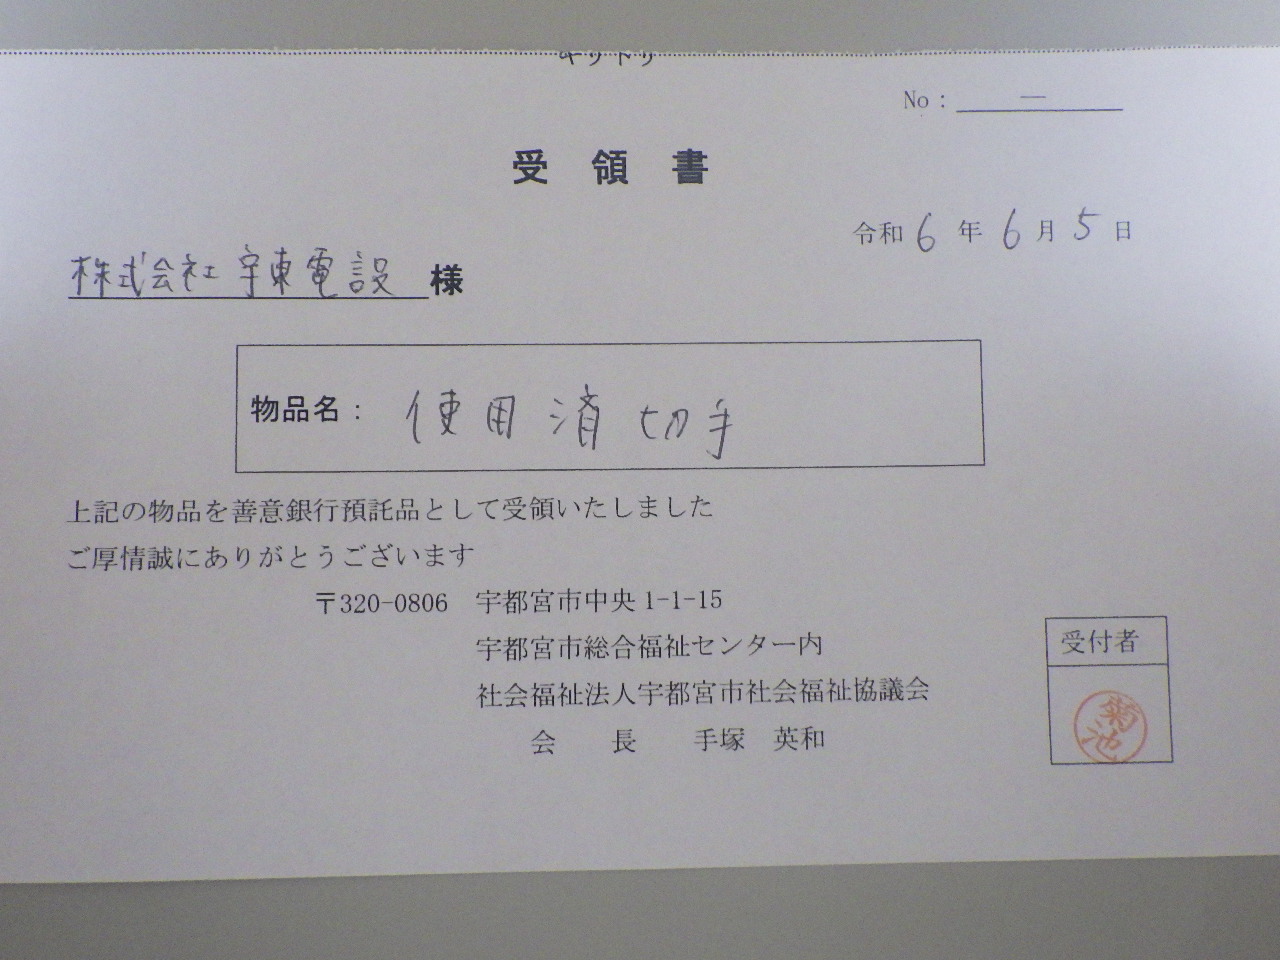 キリトリ
No： ―
受領書
令和6年6月5日
株式会社宇東電設様
物品名： 使用済切手
上記の物品を善意銀行預託品として受領いたしました
ご厚情誠にありがとうございます
〒320-0806 宇都宮市中央1-1-15
宇都宮市総合福祉センター内
社会福祉法人宇都宮市社会福祉協議会
会 長 手塚 英和
受付者
菊池